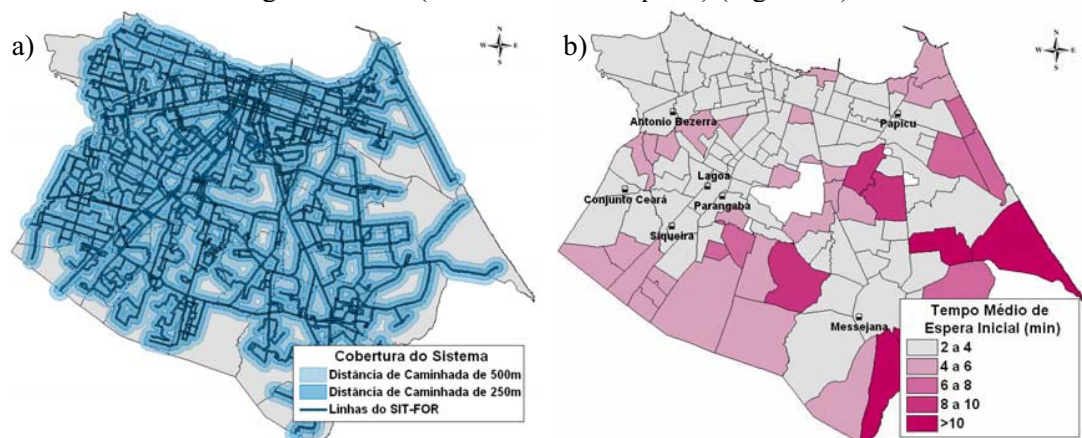 a)
N
W E
S
Cobertura do Sistema
Distância de Caminhada de 500m
Distância de Caminhada de 250m
Linhas do SIT-FOR
b)
N
W E
S
Antonio Bezerra
Papicu
Lagoa
Conjunto Ceará
Parangaba
Siqueira
Messejana
Tempo Médio de
Espera Inicial (min)
2 a 4
4 a 6
6 a 8
8 a 10
>10